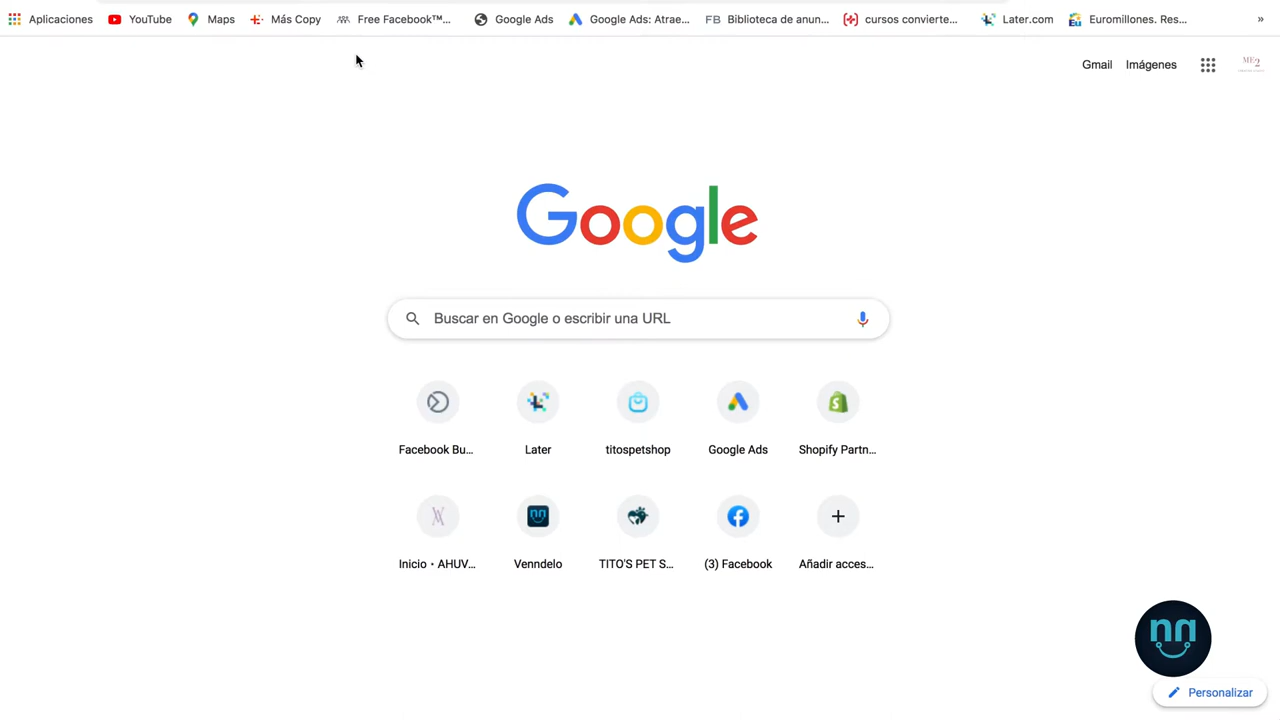 Aplicaciones YouTube Maps Más Copy Free Facebook™... Google Ads Google Ads: Atrae... FB Biblioteca de anun... cursos convierte... Later.com Euromillones. Res... »
Gmail Imágenes ME2
Google
Buscar en Google o escribir una URL
Facebook Bu... Later titospetshop Google Ads Shopify Partn...
Inicio • AHUV... Venndelo TITO'S PET S... (3) Facebook Añadir acces...
Personalizar